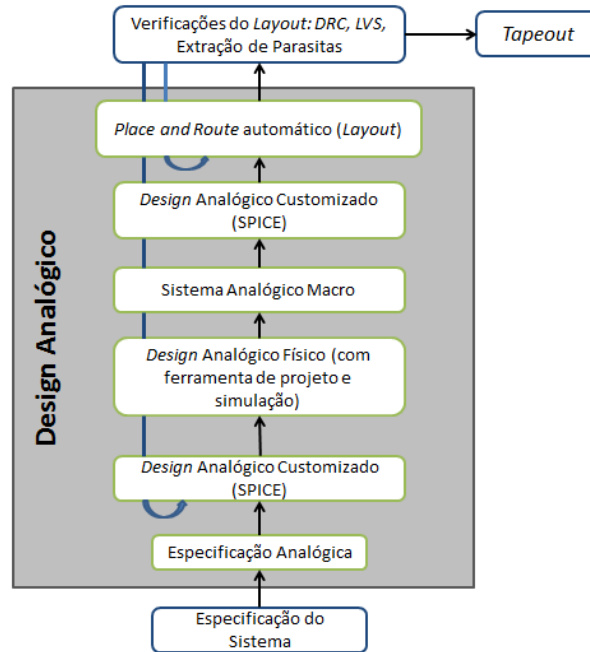 Verificações do Layout: DRC, LVS,
Extração de Parasitas
Tapeout
Place and Route automático (Layout)
Design Analógico Customizado
(SPICE)
Sistema Analógico Macro
Design Analógico Físico (com
ferramenta de projeto e
simulação)
Design Analógico Customizado
(SPICE)
Especificação Analógica
Especificação do
Sistema
Design Analógico